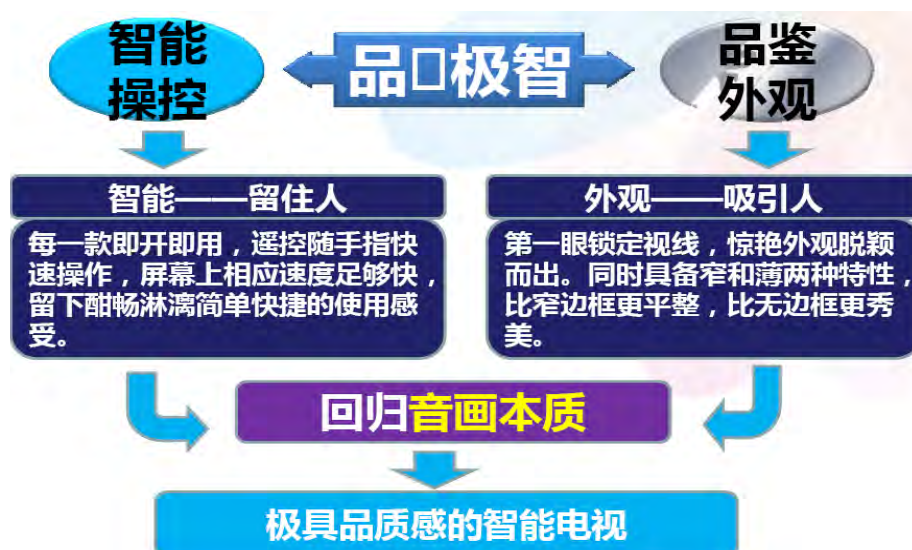 智能
操控
品□极智
品鉴
外观
智能——留住人
每一款即开即用，遥控随手指快
速操作，屏幕上相应速度足够快，
留下酣畅淋漓简单快捷的使用感
受。
外观——吸引人
第一眼锁定视线，惊艳外观脱颖
而出。同时具备窄和薄两种特性，
比窄边框更平整，比无边框更秀
美。
回归音画本质
极具品质感的智能电视